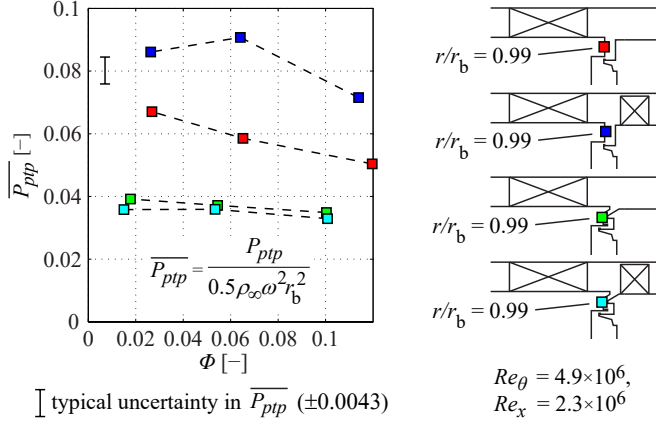 0.1
0.08
0.06
0.04
0.02
0
0 0.02 0.04 0.06 0.08 0.1
P_ptp [–]
Φ [–]
P_ptp = P_ptp / 0.5ρ∞ω²r_b²
typical uncertainty in P_ptp (±0.0043)
r/r_b = 0.99
r/r_b = 0.99
r/r_b = 0.99
r/r_b = 0.99
Re_θ = 4.9×10⁶,
Re_x = 2.3×10⁶